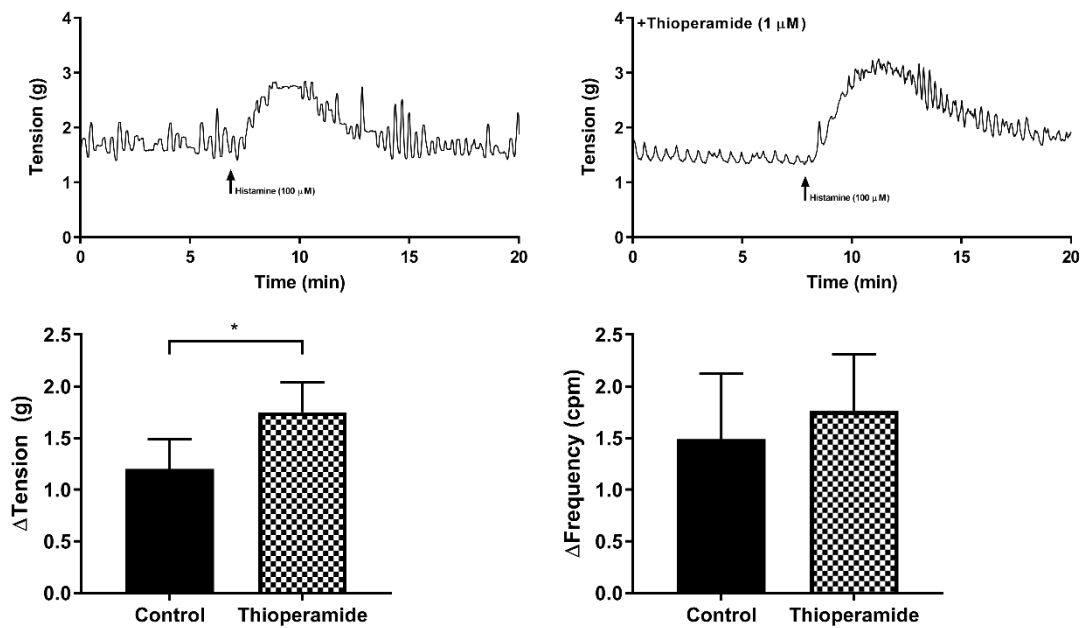 4
3
2
1
0
Tension (g)
Histamine (100 μM)
0 5 10 15 20
Time (min)
+Thioperamide (1 μM)
4
3
2
1
0
Tension (g)
Histamine (100 μM)
0 5 10 15 20
Time (min)
2.5
2.0
1.5
1.0
0.5
0.0
ΔTension (g)
*
Control Thioperamide
2.5
2.0
1.5
1.0
0.5
0.0
ΔFrequency (cpm)
Control Thioperamide